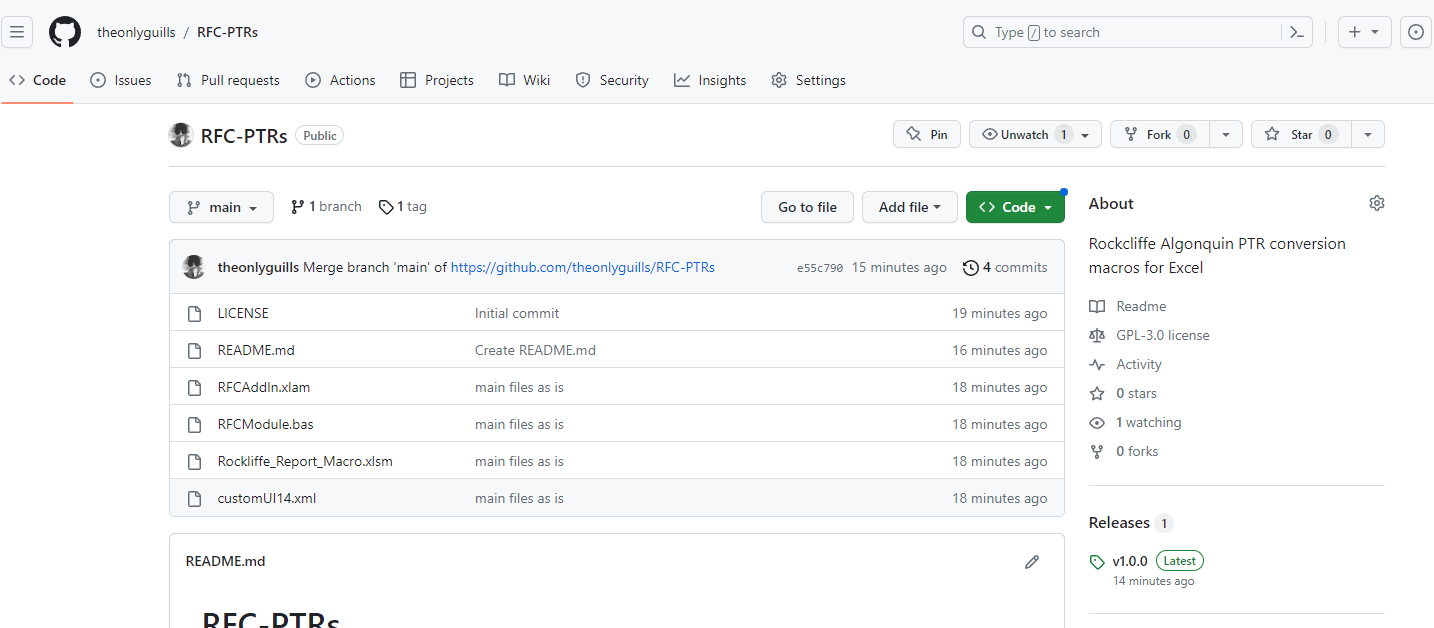 theonlyguills / RFC-PTRs
Type / to search
Code Issues Pull requests Actions Projects Wiki Security Insights Settings
RFC-PTRs Public
Pin Unwatch 1 Fork 0 Star 0
main 1 branch 1 tag Go to file Add file Code
theonlyguills Merge branch 'main' of https://github.com/theonlyguills/RFC-PTRs e55c790 15 minutes ago 4 commits
LICENSE Initial commit 19 minutes ago
README.md Create README.md 16 minutes ago
RFCAddIn.xlam main files as is 18 minutes ago
RFCModule.bas main files as is 18 minutes ago
Rockliffe_Report_Macro.xlsm main files as is 18 minutes ago
customUI14.xml main files as is 18 minutes ago
README.md
RFC-PTRs
About
Rockcliffe Algonquin PTR conversion
macros for Excel
Readme
GPL-3.0 license
Activity
0 stars
1 watching
0 forks
Releases 1
v1.0.0 Latest
14 minutes ago